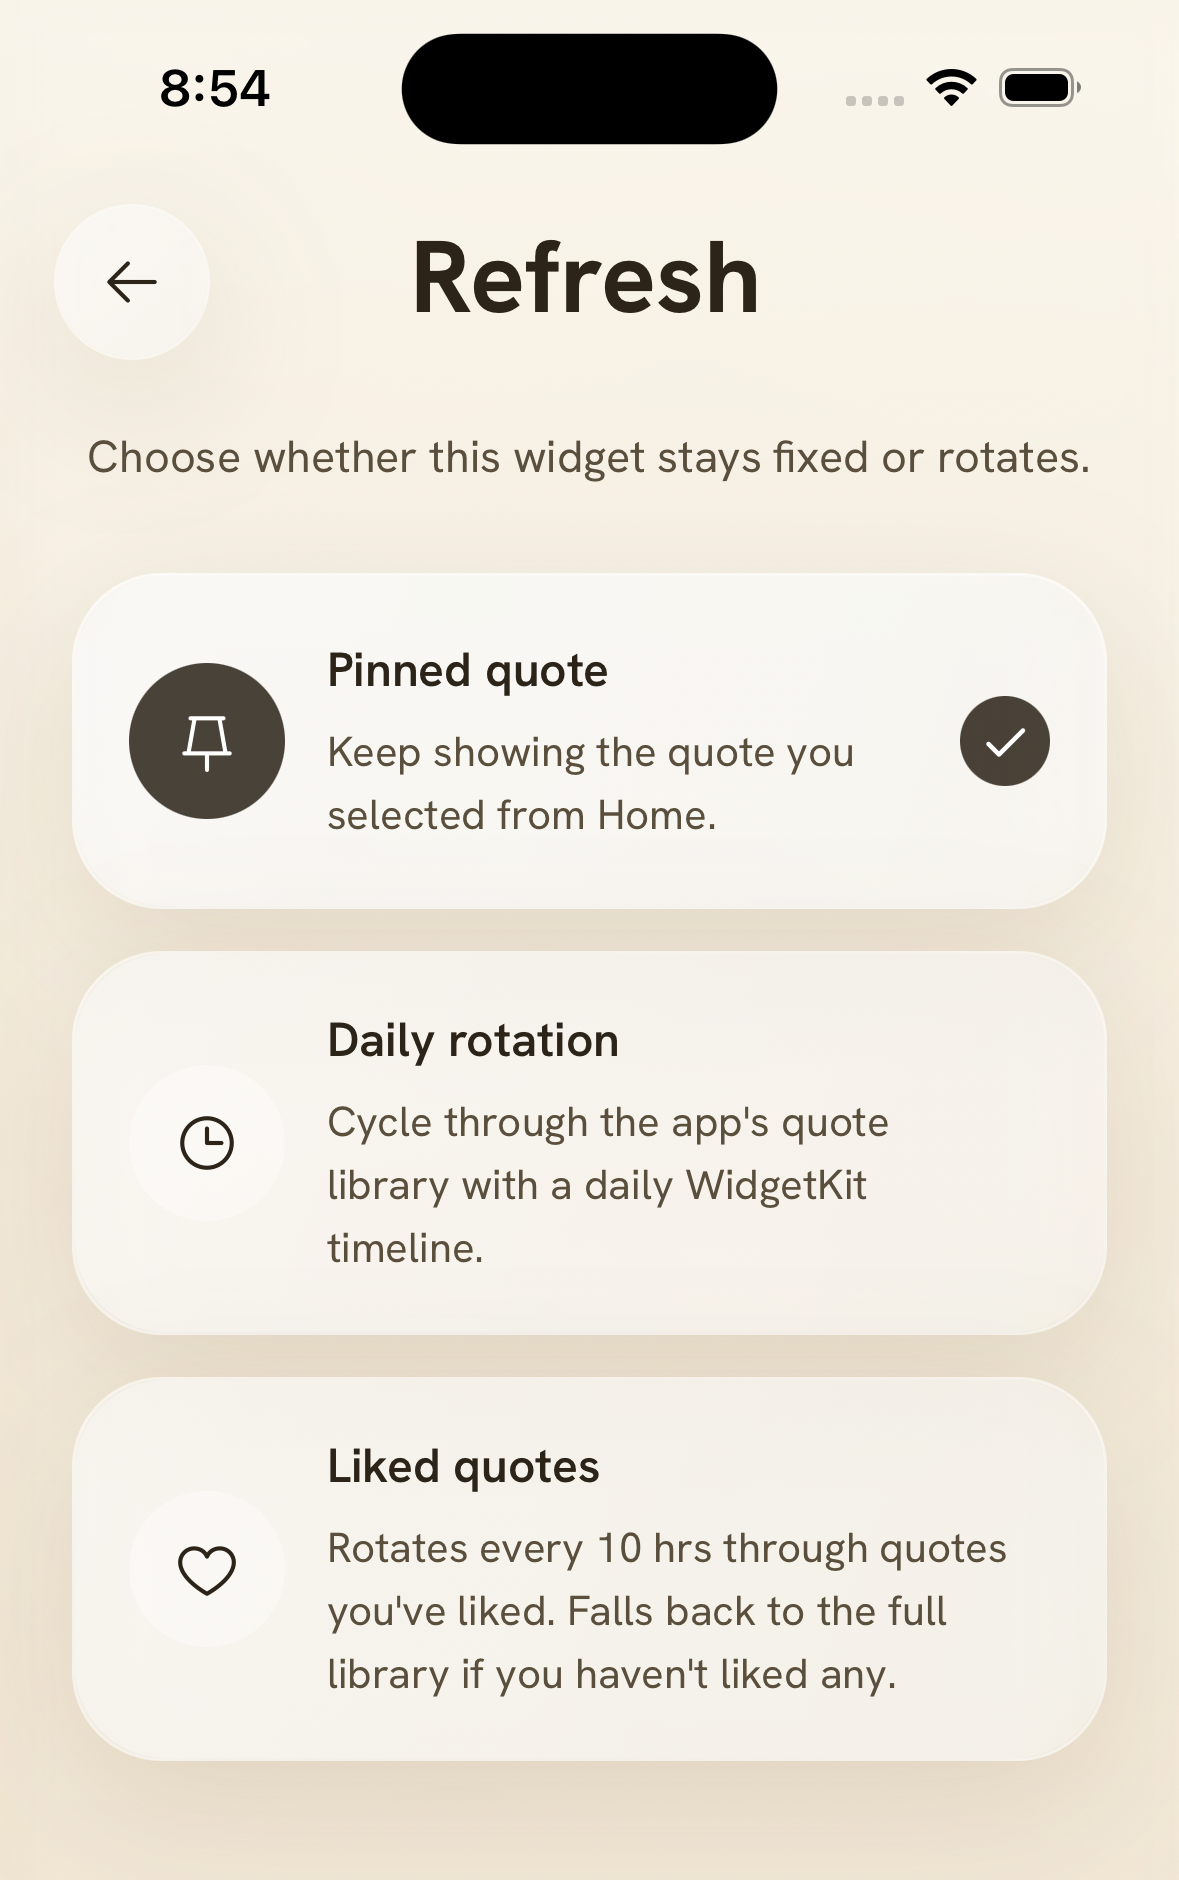 8:54
Refresh
Choose whether this widget stays fixed or rotates.
Pinned quote
Keep showing the quote you
selected from Home.
Daily rotation
Cycle through the app's quote
library with a daily WidgetKit
timeline.
Liked quotes
Rotates every 10 hrs through quotes
you've liked. Falls back to the full
library if you haven't liked any.